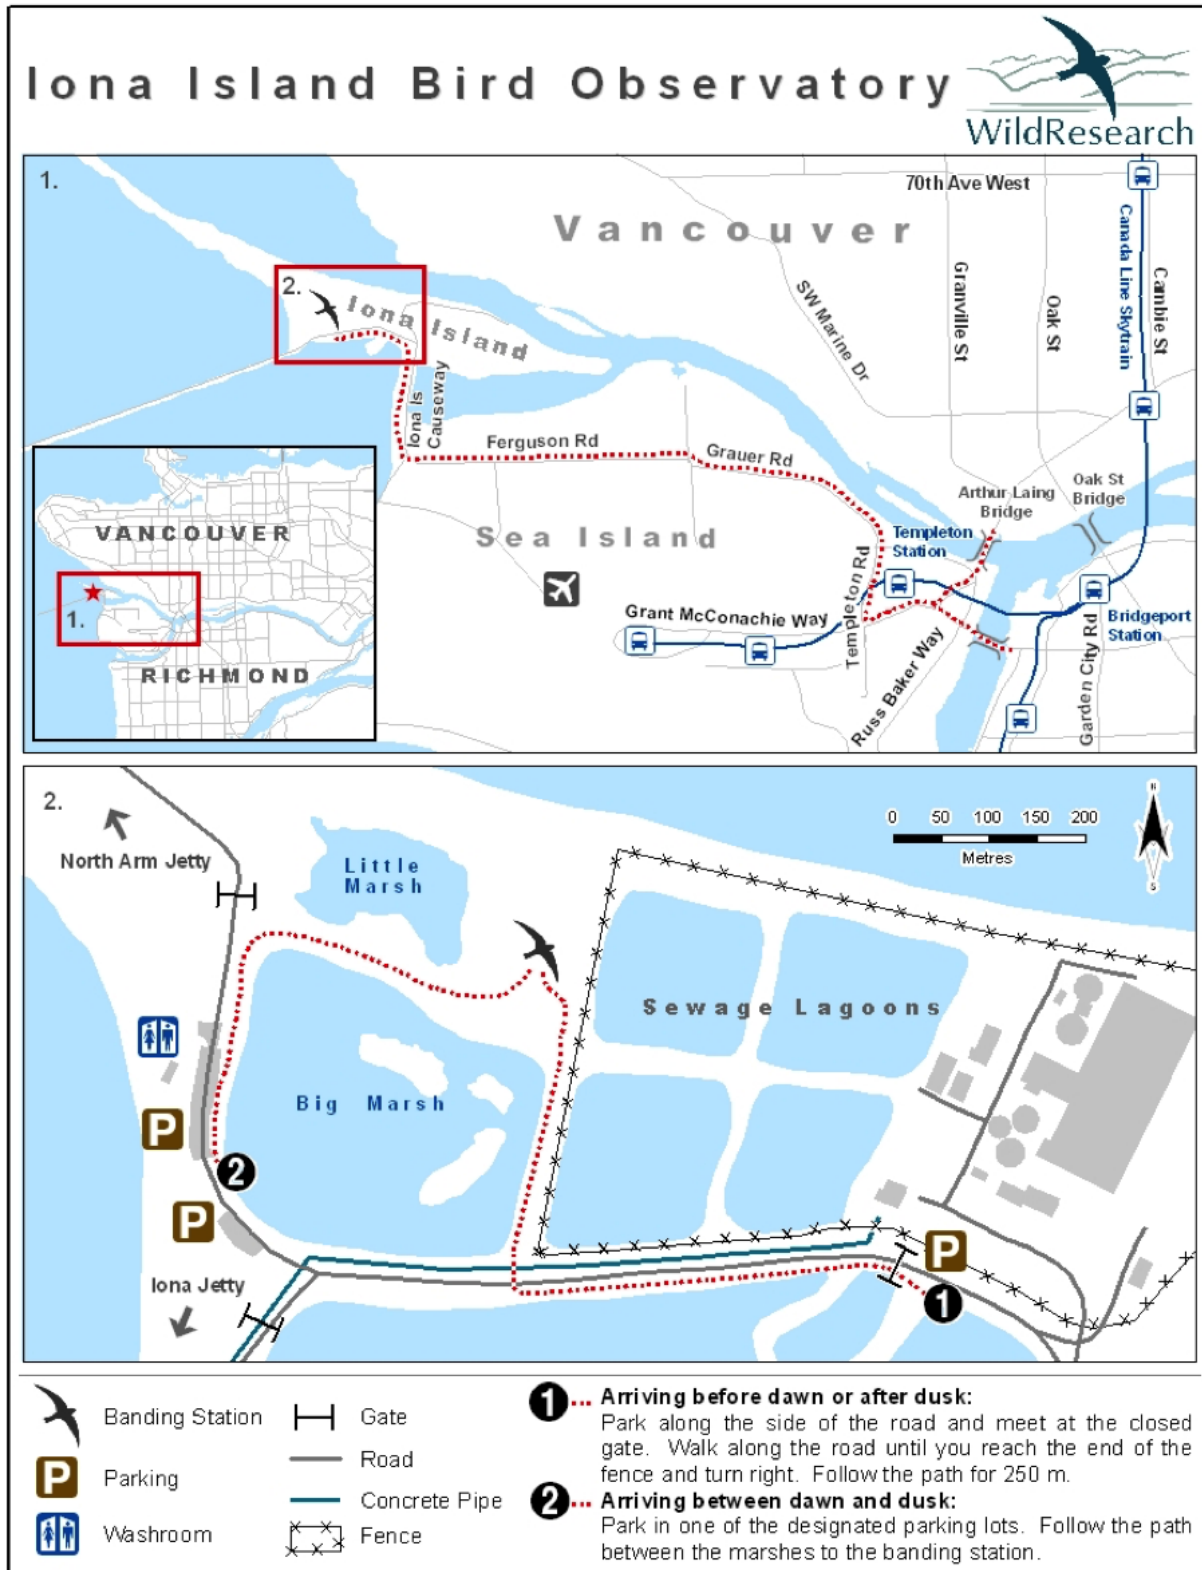 Iona Island Bird Observatory
WildResearch
1.
70th Ave West
Vancouver
Canada Line Skytrain
Cambie St
Granville St
Oak St
SW Marine Dr
2.
Iona Island
Iona Is
Causeway
Ferguson Rd
Grauer Rd
Arthur Laing
Bridge
Oak St
Bridge
Sea Island
Templeton
Station
Templeton Rd
Grant McConachie Way
Russ Baker Way
Bridgeport
Station
Garden City Rd
VANCOUVER
1.
RICHMOND
2.
North Arm Jetty
Little
Marsh
0 50 100 150 200
Metres
N
S
Sewage Lagoons
Big Marsh
P
2
P
Iona Jetty
P
1
Banding Station
Gate
P
Parking
Road
Concrete Pipe
Washroom
Fence
1 Arriving before dawn or after dusk:
Park along the side of the road and meet at the closed
gate. Walk along the road until you reach the end of the
fence and turn right. Follow the path for 250 m.
2 Arriving between dawn and dusk:
Park in one of the designated parking lots. Follow the path
between the marshes to the banding station.